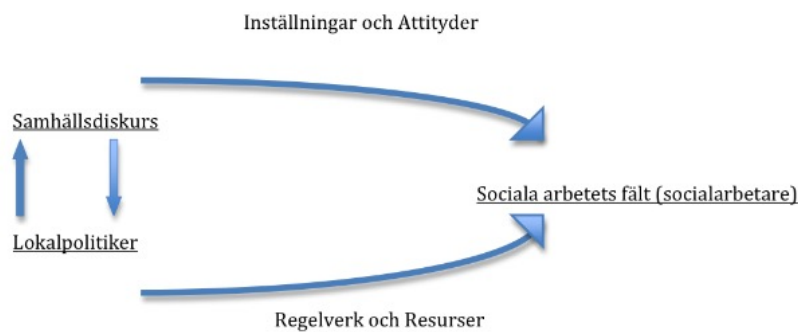 Inställningar och Attityder
Samhällsdiskurs
Sociala arbetets fält (socialarbetare)
Lokalpolitiker
Regelverk och Resurser